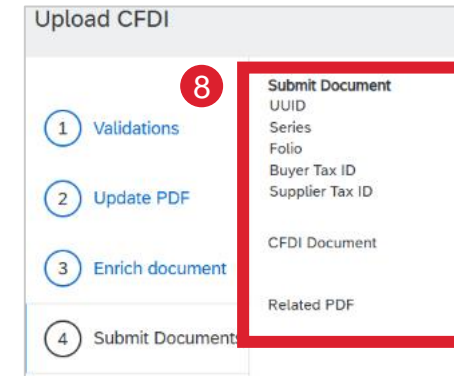 Upload CFDI
8
1 Validations
2 Update PDF
3 Enrich document
4 Submit Documents
Submit Document
UUID
Series
Folio
Buyer Tax ID
Supplier Tax ID
CFDI Document
Related PDF